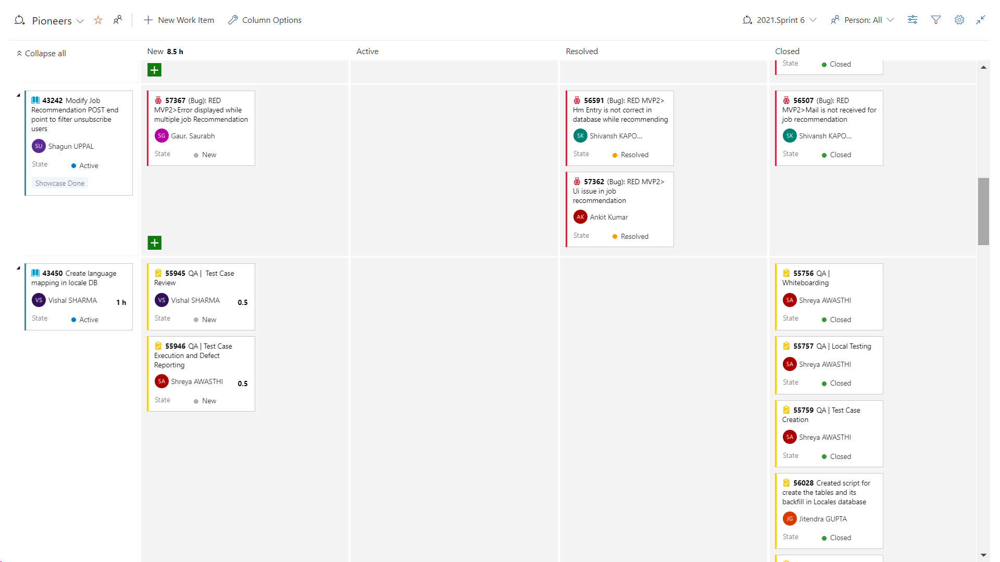 Pioneers
New Work Item
Column Options
2021.Sprint 6
Person: All
Collapse all
New 8.5 h
Active
Resolved
Closed
State Closed
43242 Modify Job
Recommendation POST end
point to filter unsubscribe
users
SU Shagun UPPAL
State Active
Showcase Done
57367 (Bug): RED
MVP2>Error displayed while
multiple job Recommendation
SG Gaur, Saurabh
State New
56591 (Bug): RED MVP2>
Hm Entry is not correct in
database while recommending
SK Shivansh KAPO...
State Resolved
57362 (Bug): RED MVP2>
Ui issue in job
recommendation
AK Ankit Kumar
State Resolved
56507 (Bug): RED
MVP2>Mail is not received for
job recommendation
SK Shivansh KAPO...
State Closed
43450 Create language
mapping in locale DB
VS Vishal SHARMA 1 h
State Active
55945 QA | Test Case
Review
VS Vishal SHARMA 0.5
State New
55946 QA | Test Case
Execution and Defect
Reporting
SA Shreya AWASTHI 0.5
State New
55756 QA |
Whiteboarding
SA Shreya AWASTHI
State Closed
55757 QA | Local Testing
SA Shreya AWASTHI
State Closed
55759 QA | Test Case
Creation
SA Shreya AWASTHI
State Closed
56028 Created script for
create the tables and its
backfill in Locales database
JG Jitendra GUPTA
State Closed